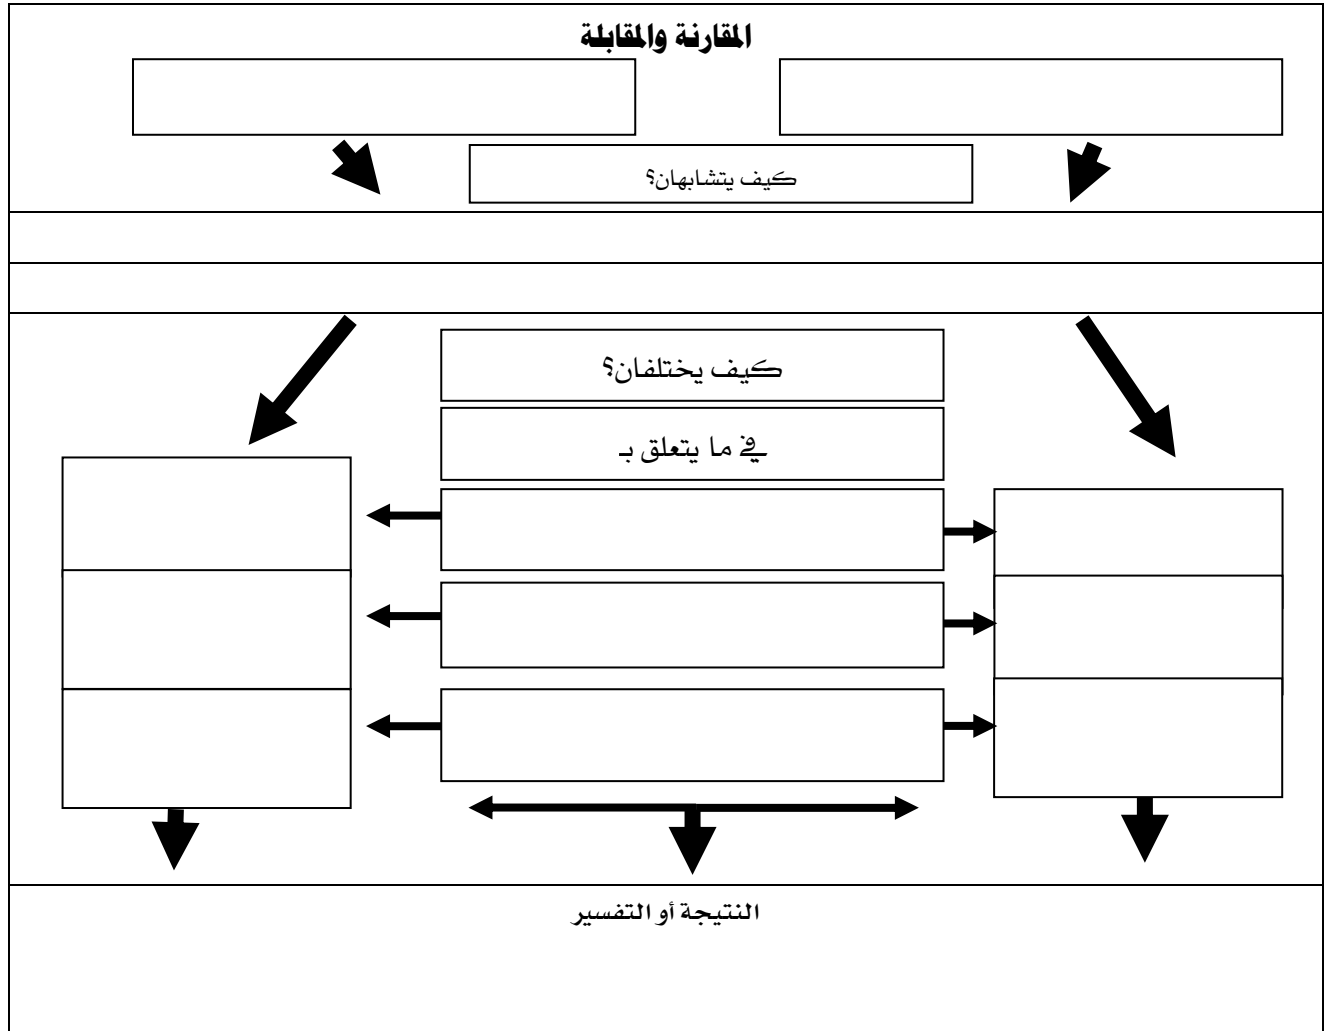 المقارنة والمقابلة
كيف يتشابهان؟
كيف يختلفان؟
في ما يتعلق بـ
النتيجة أو التفسير